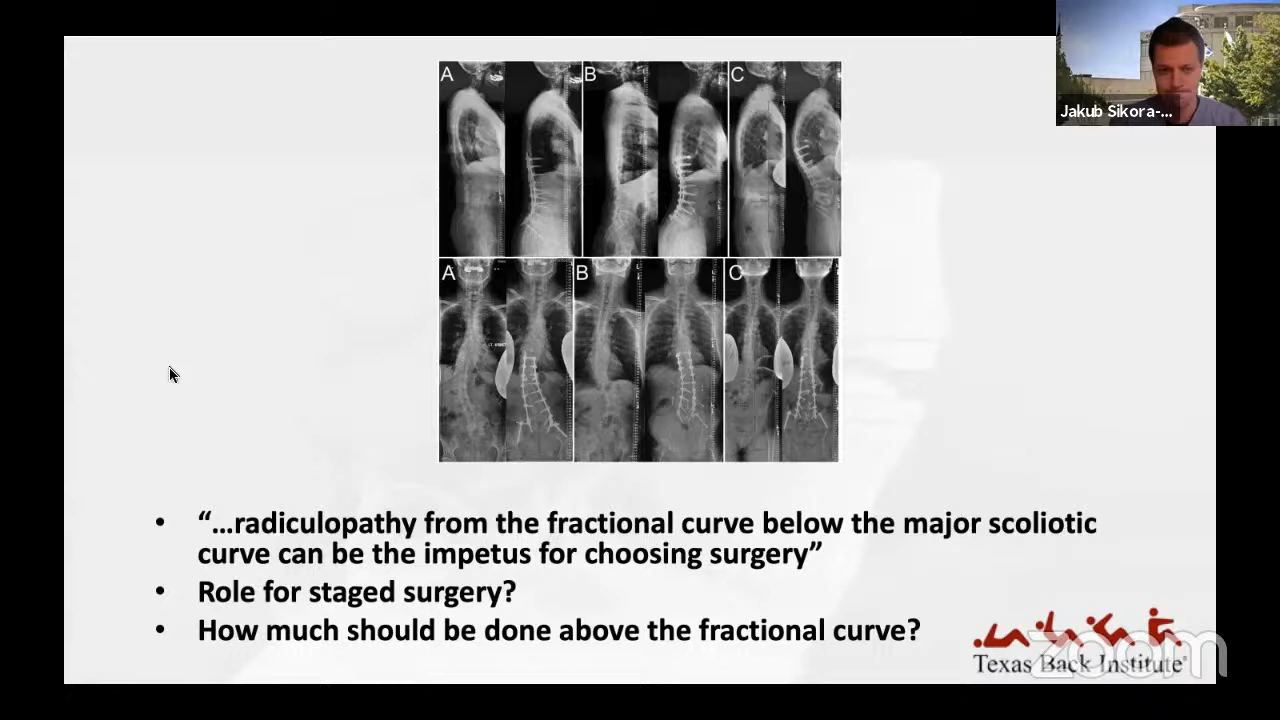 Jakub Sikora-...
A
B
C
A
B
C
• “...radiculopathy from the fractional curve below the major scoliotic
curve can be the impetus for choosing surgery”
• Role for staged surgery?
• How much should be done above the fractional curve?
zoom
Texas Back Institute®